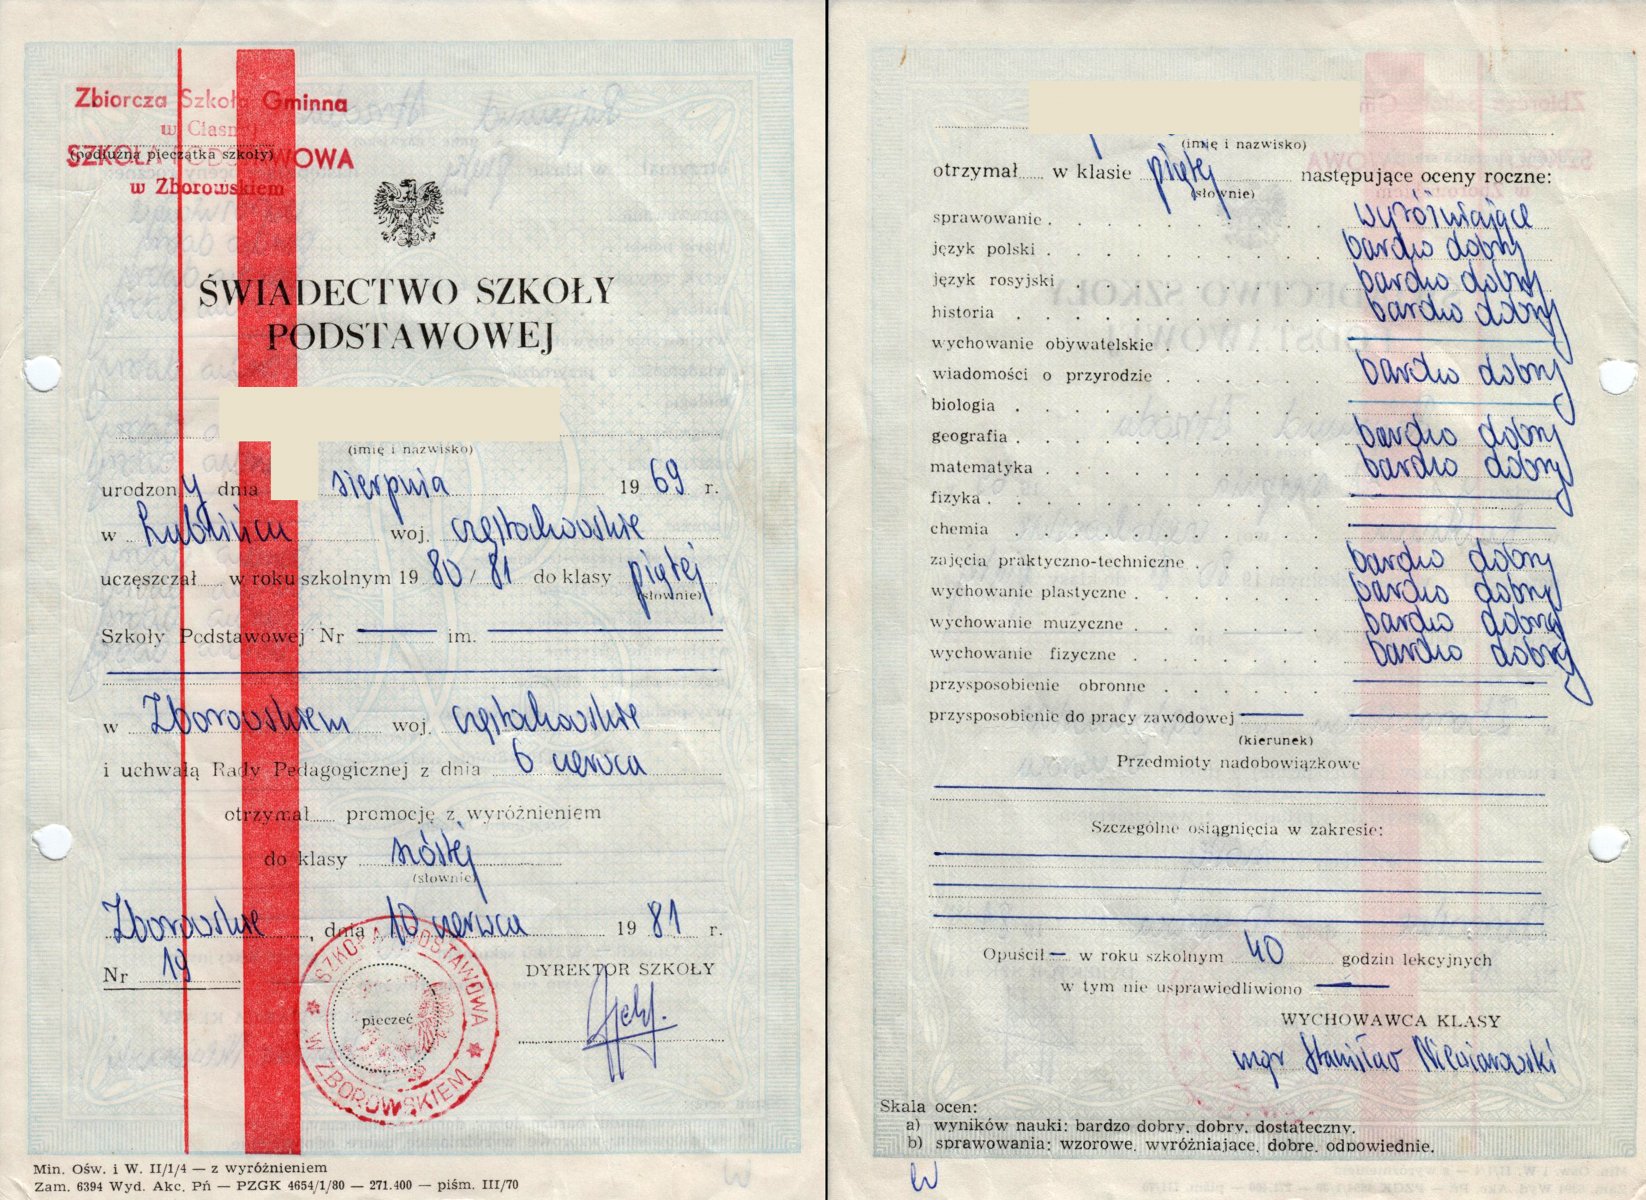 Zbiorcza Szkoła Gminna
w Ciasnej
(podłużna pieczątka szkoły)
SZKOŁA PODSTAWOWA
w Zborowskiem
ŚWIADECTWO SZKOŁY
PODSTAWOWEJ
(imię i nazwisko)
urodzony dnia sierpnia 1969 r.
w Lublińcu woj. częstochowskie
uczęszczał w roku szkolnym 1980/81 do klasy piątej
(słownie)
Szkoły Podstawowej Nr — im. —
w Zborowskiem woj. częstochowskie
i uchwałą Rady Pedagogicznej z dnia 6 czerwca
otrzymał promocję z wyróżnieniem
do klasy szóstej
(słownie)
Zborowskie, dnia 10 czerwca 1981 r.
Nr 19
DYREKTOR SZKOŁY
pieczęć
SZKOŁA PODSTAWOWA W ZBOROWSKIEM
Min. Ośw. i W. II/1/4 — z wyróżnieniem
Zam. 6394 Wyd. Akc. Pń — PZGK 4654/1/80 — 271.400 — piśm. III/70
(imię i nazwisko)
otrzymał w klasie piątej następujące oceny roczne:
(słownie)
sprawowanie wyróżniające
język polski bardzo dobry
język rosyjski bardzo dobry
historia bardzo dobry
wychowanie obywatelskie —
wiadomości o przyrodzie bardzo dobry
biologia —
geografia bardzo dobry
matematyka bardzo dobry
fizyka —
chemia —
zajęcia praktyczno-techniczne bardzo dobry
wychowanie plastyczne bardzo dobry
wychowanie muzyczne bardzo dobry
wychowanie fizyczne bardzo dobry
przysposobienie obronne —
przysposobienie do pracy zawodowej — —
(kierunek)
Przedmioty nadobowiązkowe
Szczególne osiągnięcia w zakresie:
Opuścił — w roku szkolnym 40 godzin lekcyjnych
w tym nie usprawiedliwiono —
WYCHOWAWCA KLASY
mgr Stanisław Niewiarowski
Skala ocen:
a) wyników nauki: bardzo dobry, dobry, dostateczny.
b) sprawowania: wzorowe, wyróżniające, dobre, odpowiednie.